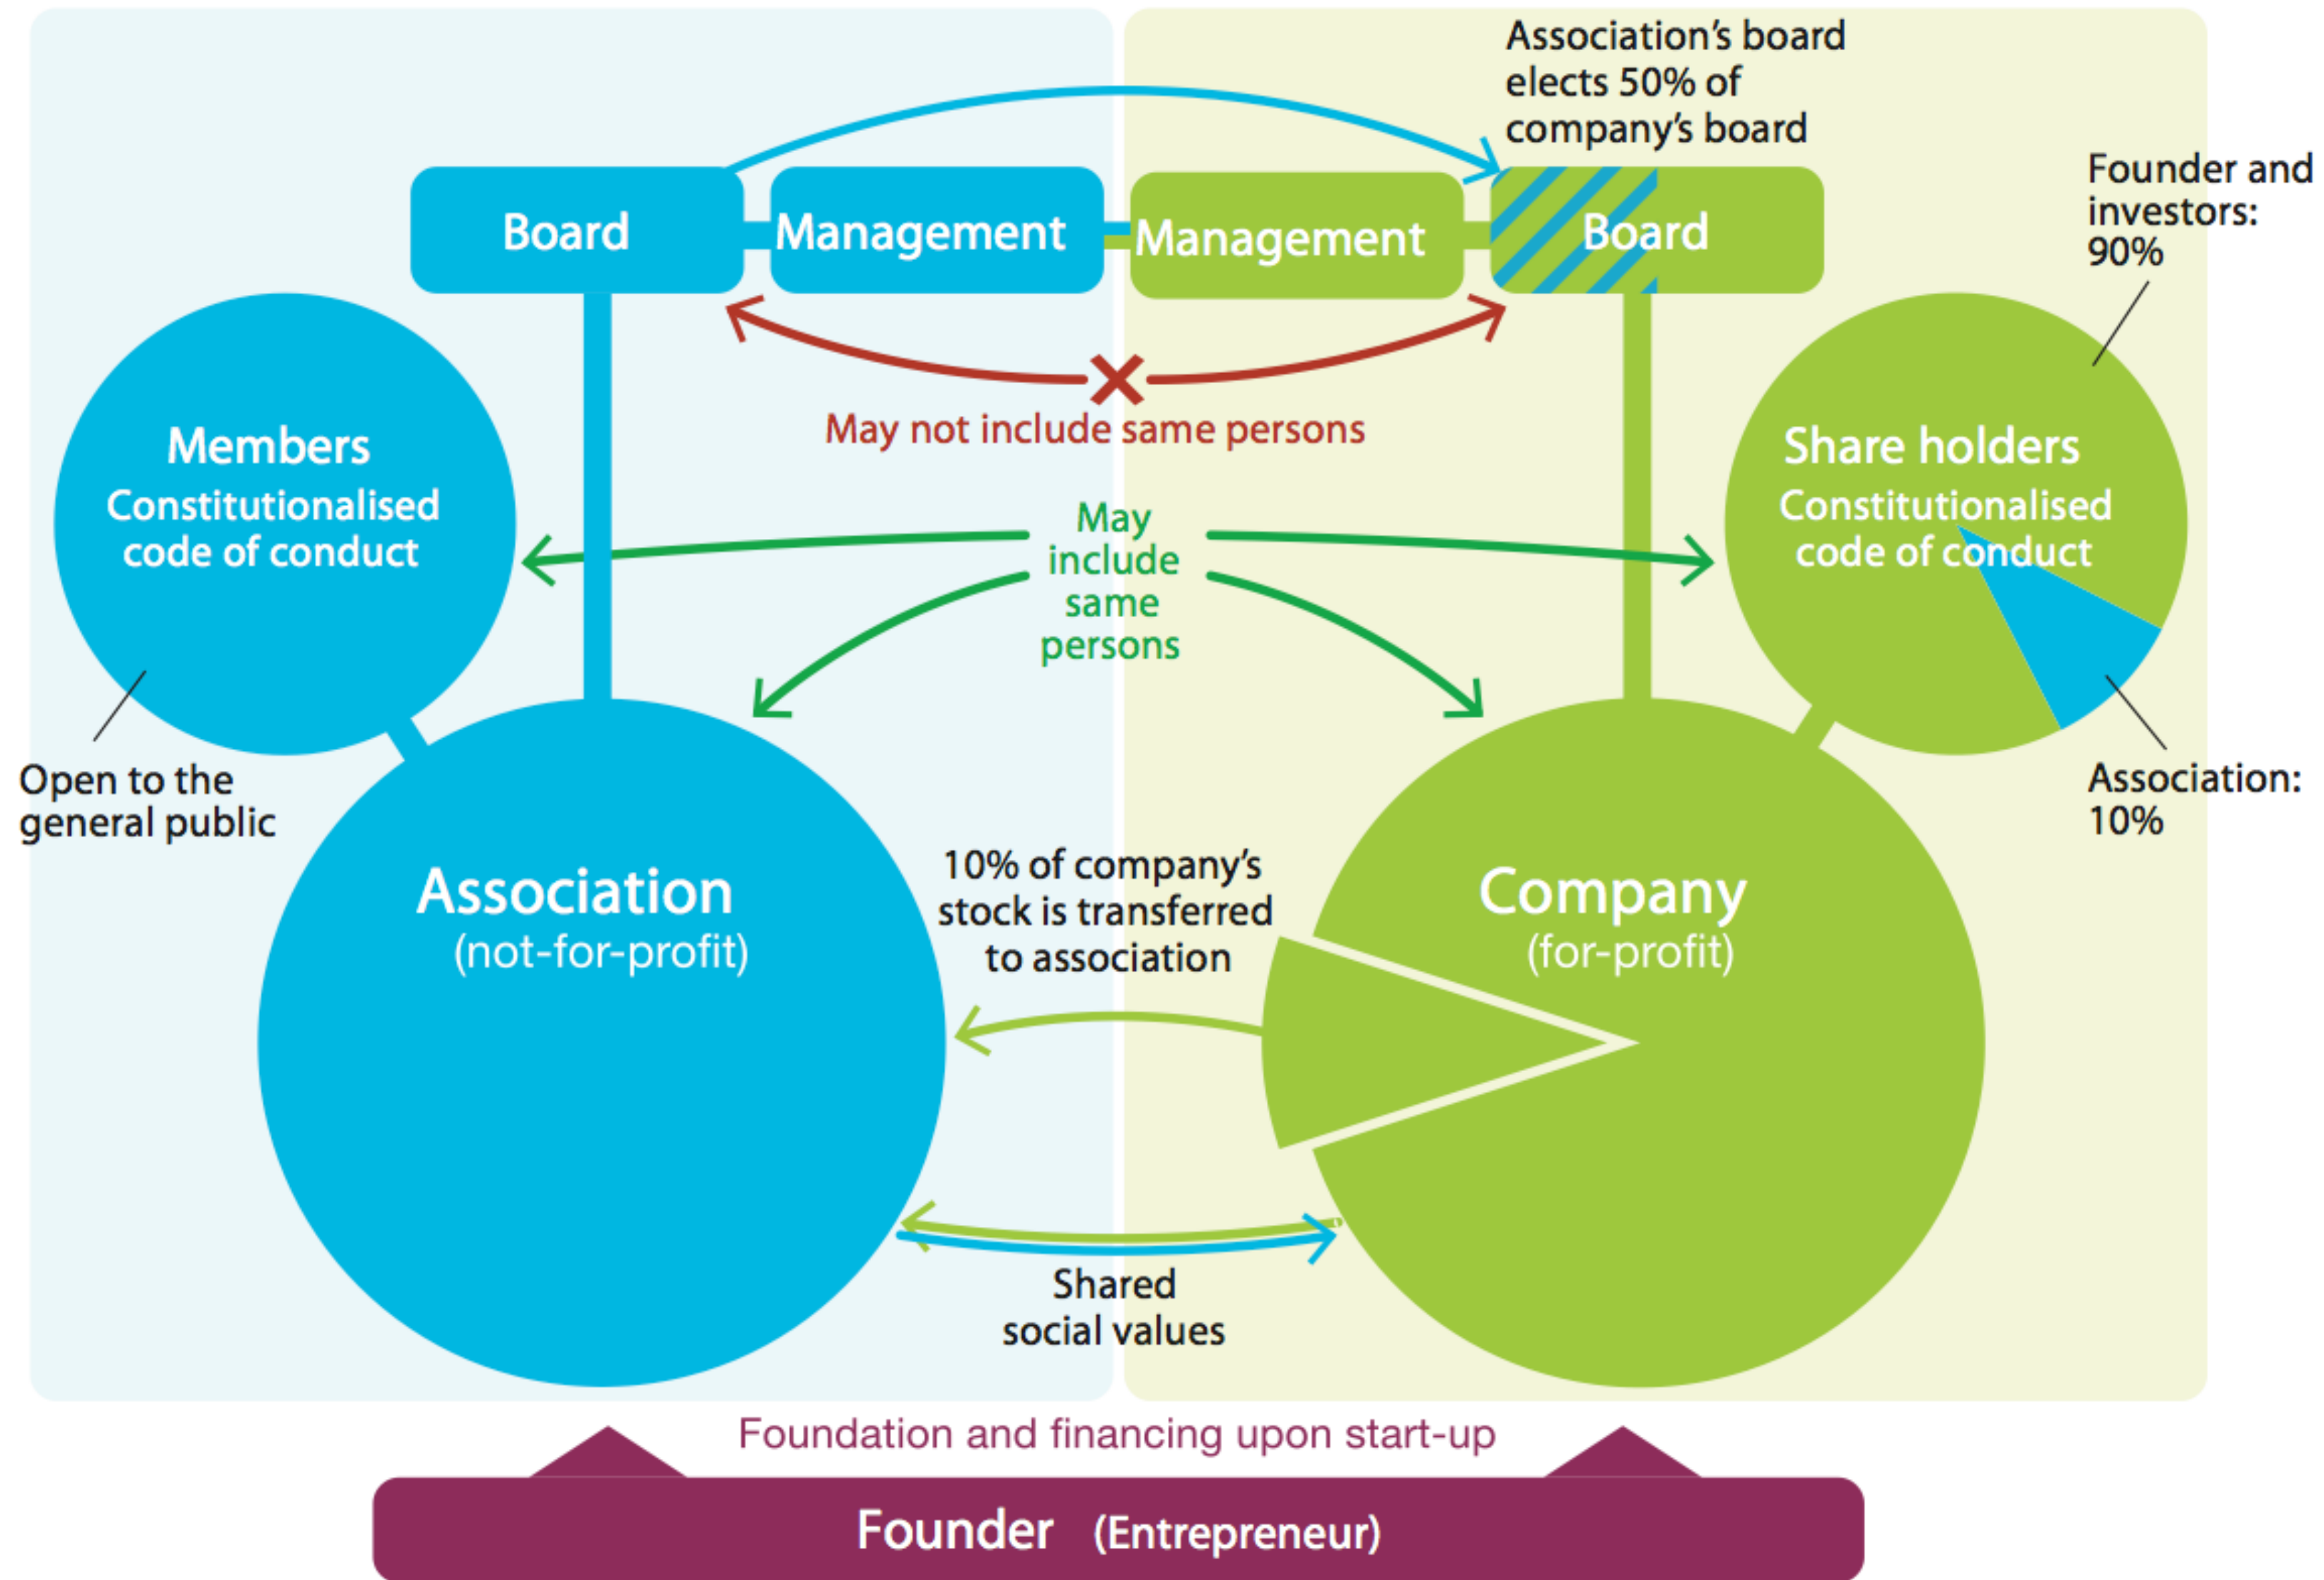 Association's board
elects 50% of
company's board
Founder and
investors:
90%
Board
Management
Management
Board
May not include same persons
Members
Constitutionalised
code of conduct
Share holders
Constitutionalised
code of conduct
May
include
same
persons
Open to the
general public
Association:
10%
Association
(not-for-profit)
10% of company's
stock is transferred
to association
Company
(for-profit)
Shared
social values
Foundation and financing upon start-up
Founder (Entrepreneur)